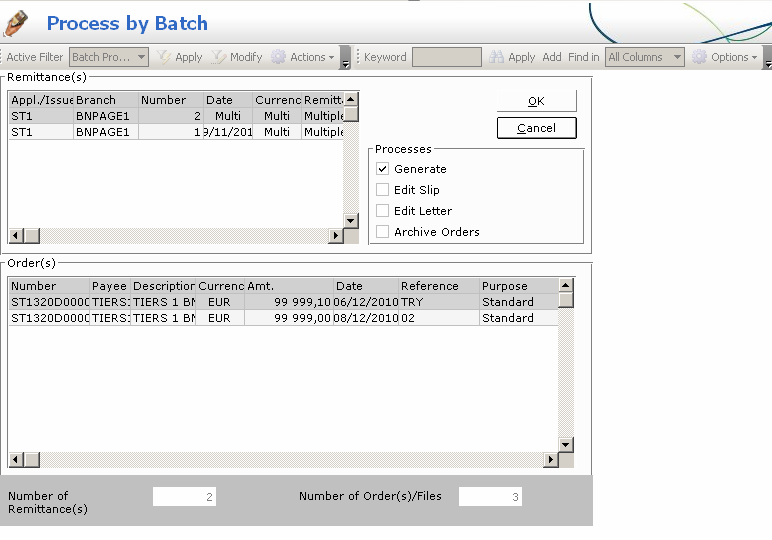 Process by Batch
Active Filter Batch Pro... Apply Modify Actions Keyword Apply Add Find in All Columns Options
Remittance(s)
Appl./Issue Branch Number Date Currenc Remitt
ST1 BNPAGE1 2 Multi Multi Multiple
ST1 BNPAGE1 1 9/11/201 Multi Multiple
OK
Cancel
Processes
Generate
Edit Slip
Edit Letter
Archive Orders
Order(s)
Number Payee Description Currenc Amt. Date Reference Purpose
ST1320D0000 TIERS1 TIERS 1 BN EUR 99 999,10 06/12/2010 TRY Standard
ST1320D0000 TIERS1 TIERS 1 BN EUR 99 999,00 08/12/2010 02 Standard
Number of
Remittance(s)
2
Number of Order(s)/Files 3